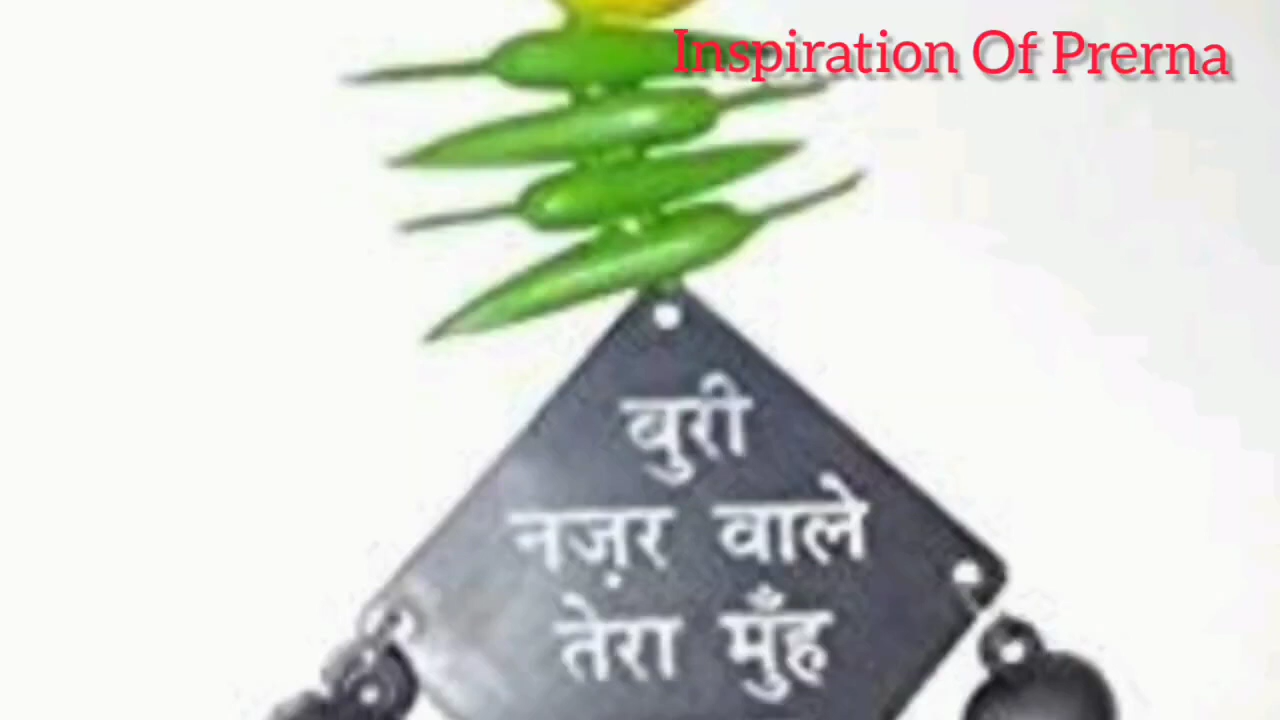 Inspiration Of Prerna
बुरी
नज़र वाले
तेरा मुँह